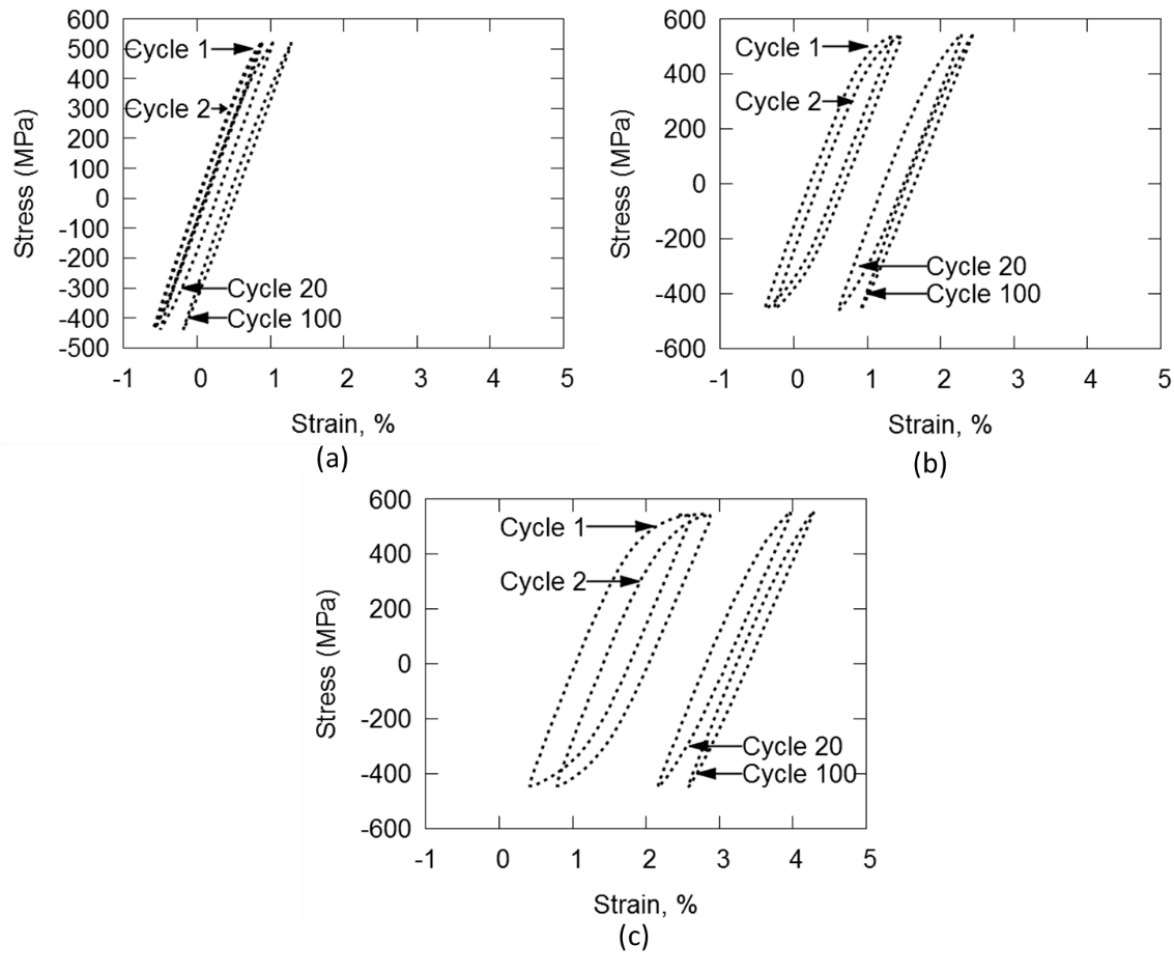 600
500
400
300
200
100
0
-100
-200
-300
-400
-500
Stress (MPa)
Cycle 1
Cycle 2
Cycle 20
Cycle 100
-1 0 1 2 3 4 5
Strain, %
(a)
600
400
200
0
-200
-400
-600
Stress (MPa)
Cycle 1
Cycle 2
Cycle 20
Cycle 100
-1 0 1 2 3 4 5
Strain, %
(b)
600
400
200
0
-200
-400
-600
Stress (MPa)
Cycle 1
Cycle 2
Cycle 20
Cycle 100
-1 0 1 2 3 4 5
Strain, %
(c)